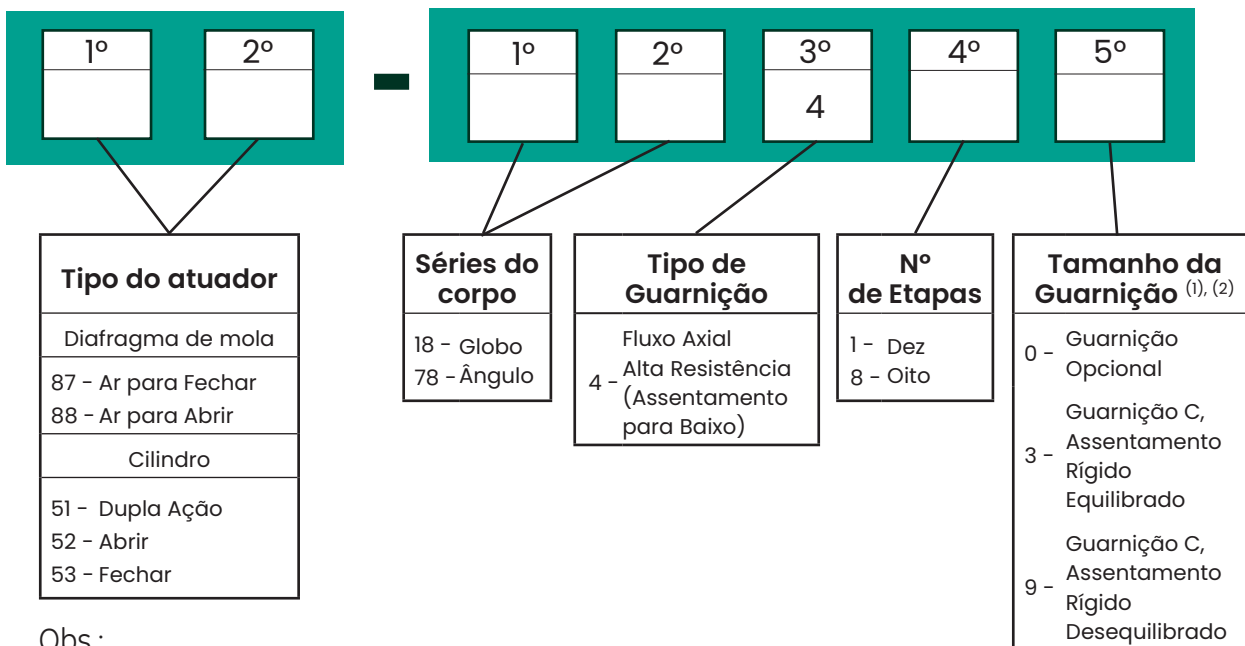 1º 2º - 1º 2º 3º 4º 5º
4
Tipo do atuador
Diafragma de mola
87 - Ar para Fechar
88 - Ar para Abrir
Cilindro
51 - Dupla Ação
52 - Abrir
53 - Fechar
Séries do
corpo
18 - Globo
78 - Ângulo
Tipo de
Guarnição
4 - Fluxo Axial
Alta Resistência
(Assentamento
para Baixo)
Nº
de Etapas
1 - Dez
8 - Oito
Tamanho da
Guarnição (1), (2)
0 - Guarnição
Opcional
3 - Guarnição C,
Assentamento
Rígido
Equilibrado
9 - Guarnição C,
Assentamento
Rígido
Desequilibrado
Obs.: